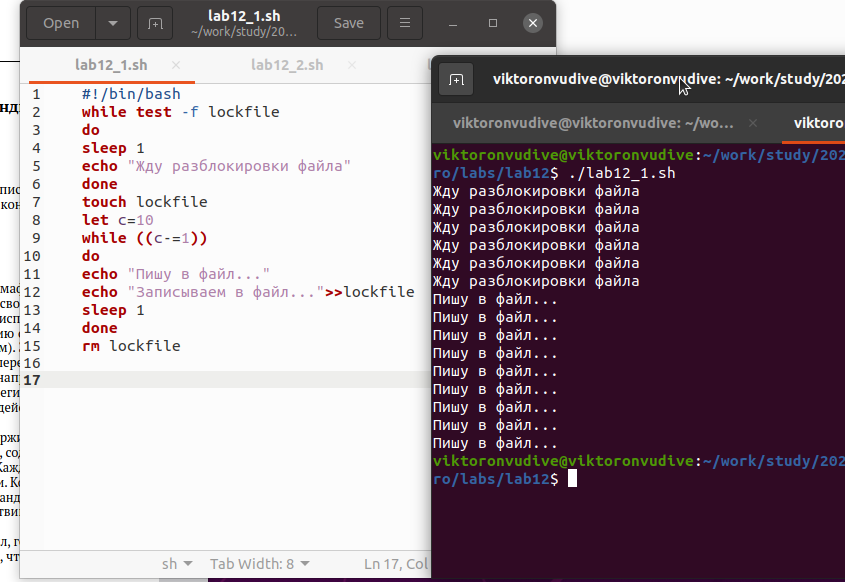 Open
lab12_1.sh
~/work/study/20...
Save
lab12_1.sh
lab12_2.sh
1 #!/bin/bash
2 while test -f lockfile
3 do
4 sleep 1
5 echo "Жду разблокировки файла"
6 done
7 touch lockfile
8 let c=10
9 while ((c-=1))
10 do
11 echo "Пишу в файл..."
12 echo "Записываем в файл...">>lockfile
13 sleep 1
14 done
15 rm lockfile
16
17
sh
Tab Width: 8
Ln 17, Col
viktoronvudive@viktoronvudive: ~/work/study/202
viktoronvudive@viktoronvudive: ~/wo...
viktoro
viktoronvudive@viktoronvudive:~/work/study/202
ro/labs/lab12$ ./lab12_1.sh
Жду разблокировки файла
Жду разблокировки файла
Жду разблокировки файла
Жду разблокировки файла
Жду разблокировки файла
Жду разблокировки файла
Пишу в файл...
Пишу в файл...
Пишу в файл...
Пишу в файл...
Пишу в файл...
Пишу в файл...
Пишу в файл...
Пишу в файл...
Пишу в файл...
viktoronvudive@viktoronvudive:~/work/study/202
ro/labs/lab12$